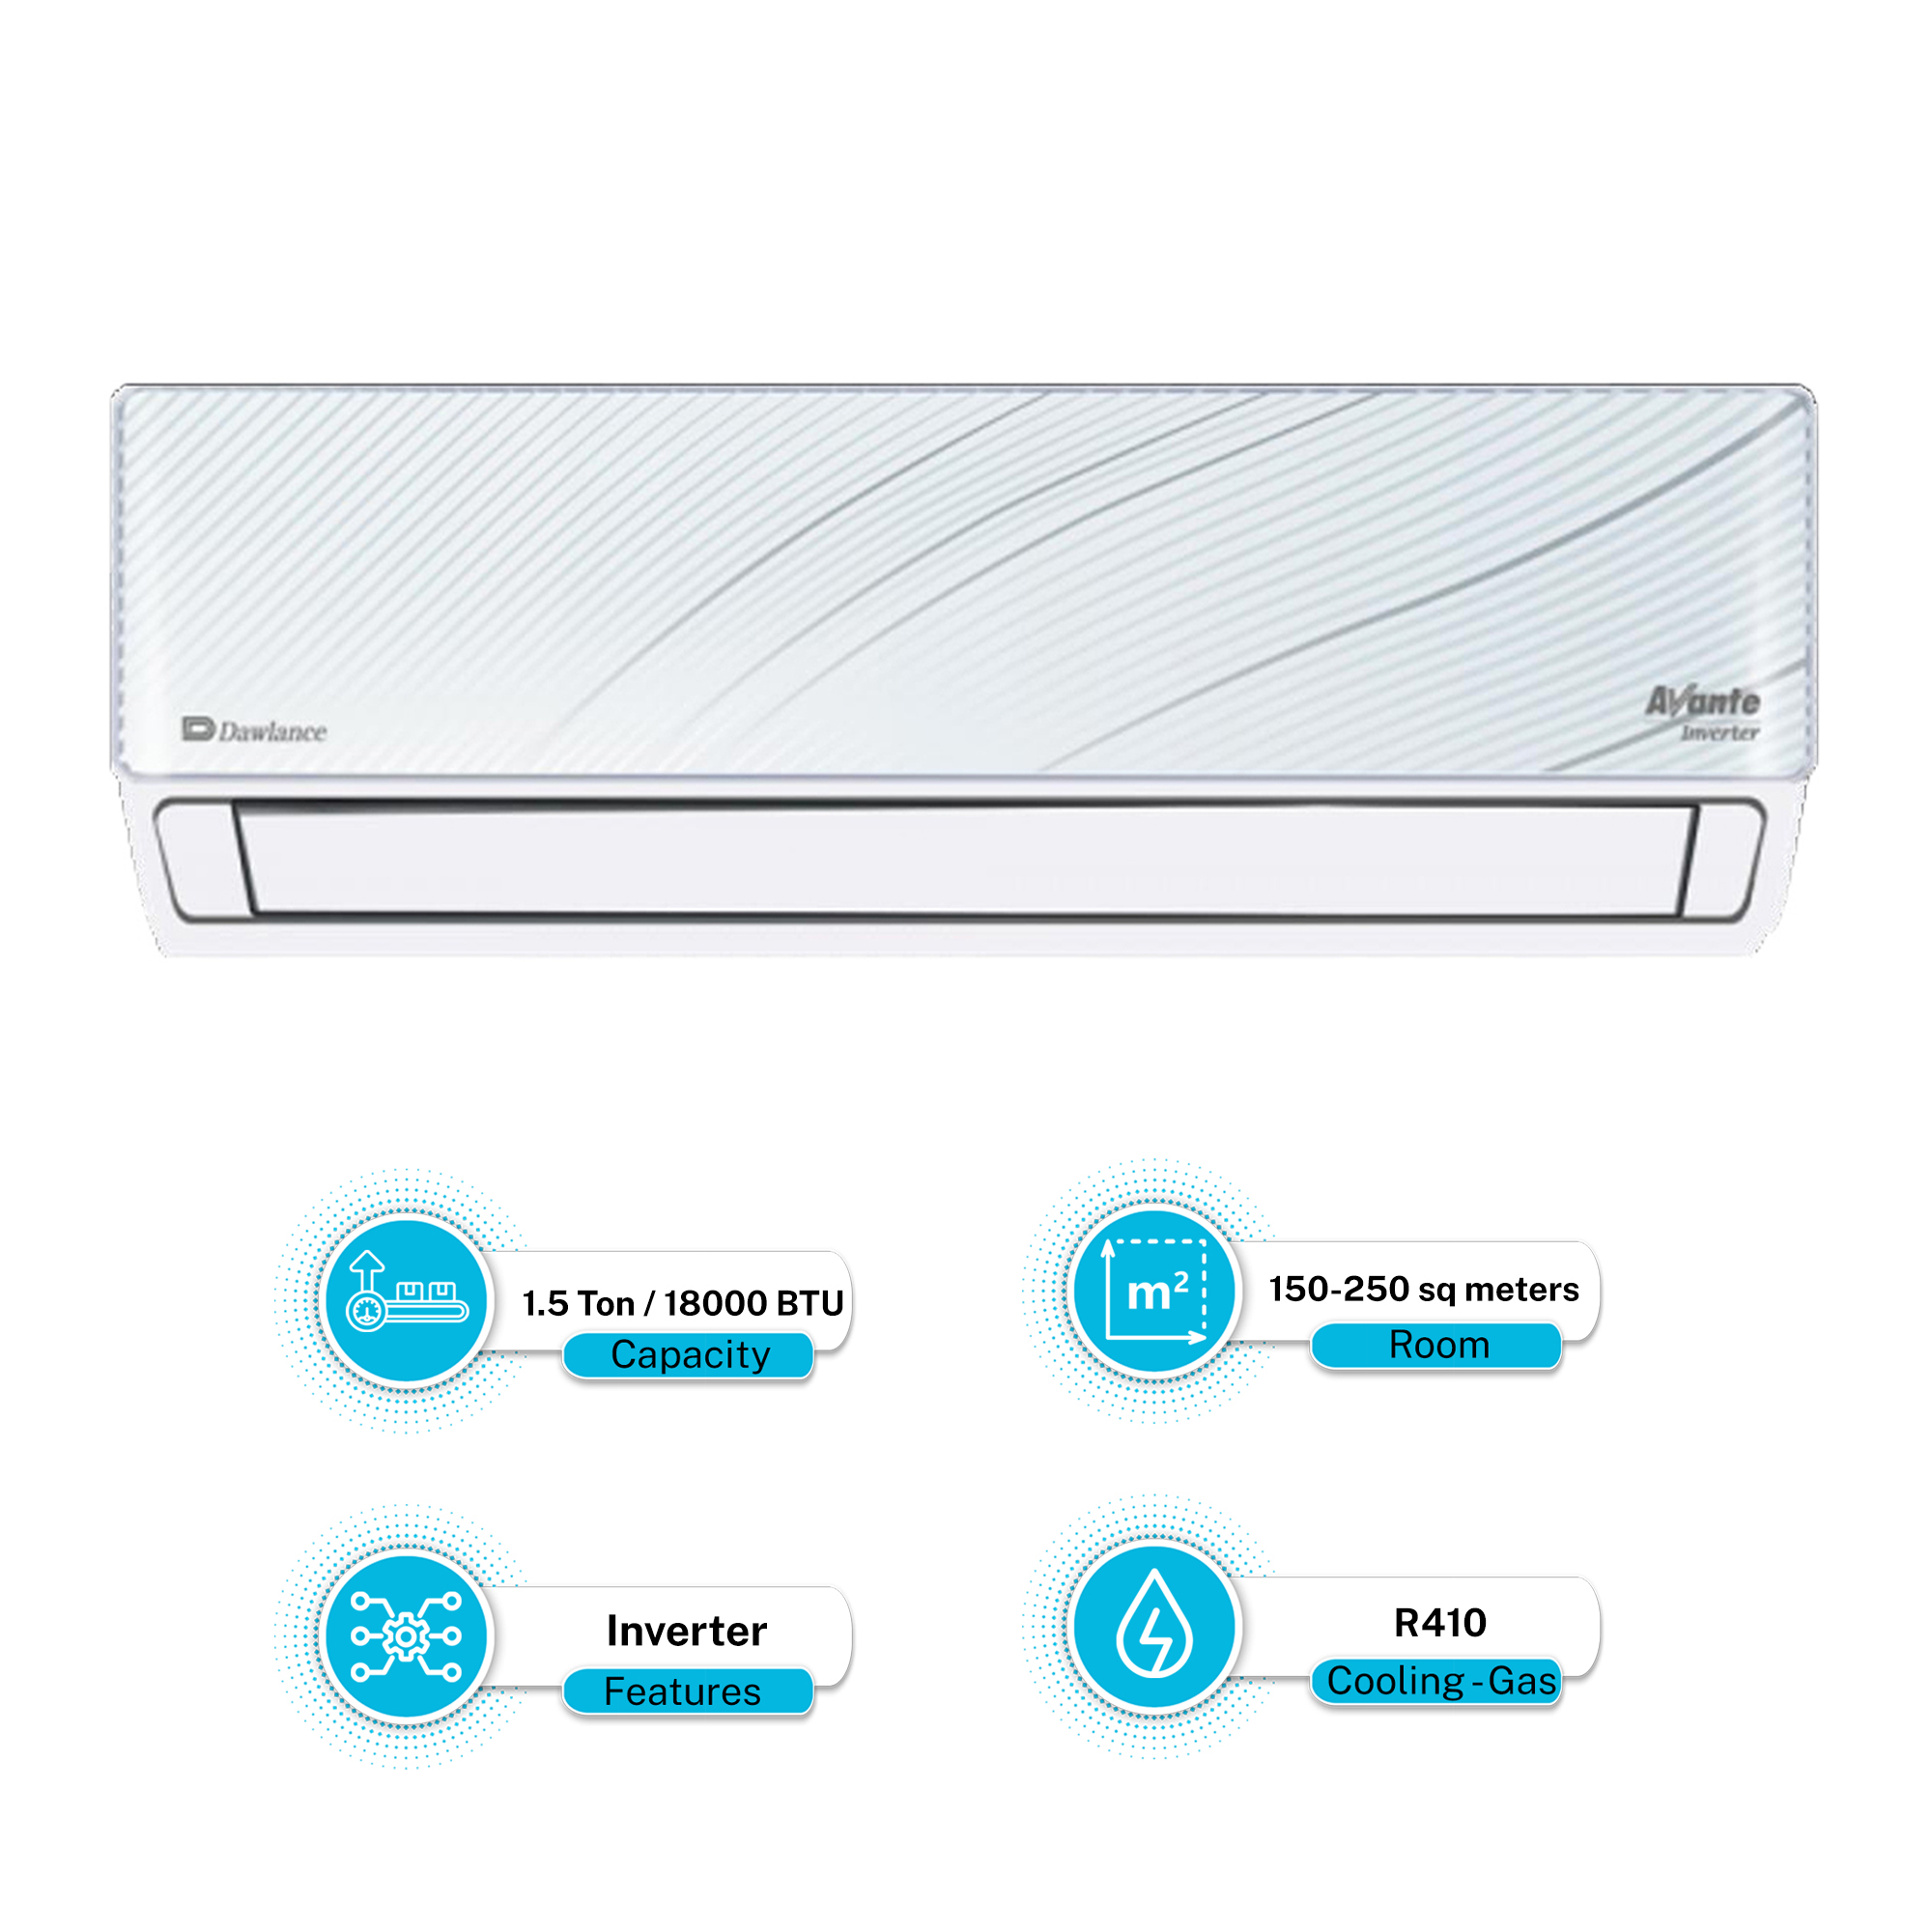 Dawlance
Avante
Inverter
1.5 Ton / 18000 BTU
Capacity
m²
150-250 sq meters
Room
Inverter
Features
R410
Cooling-Gas